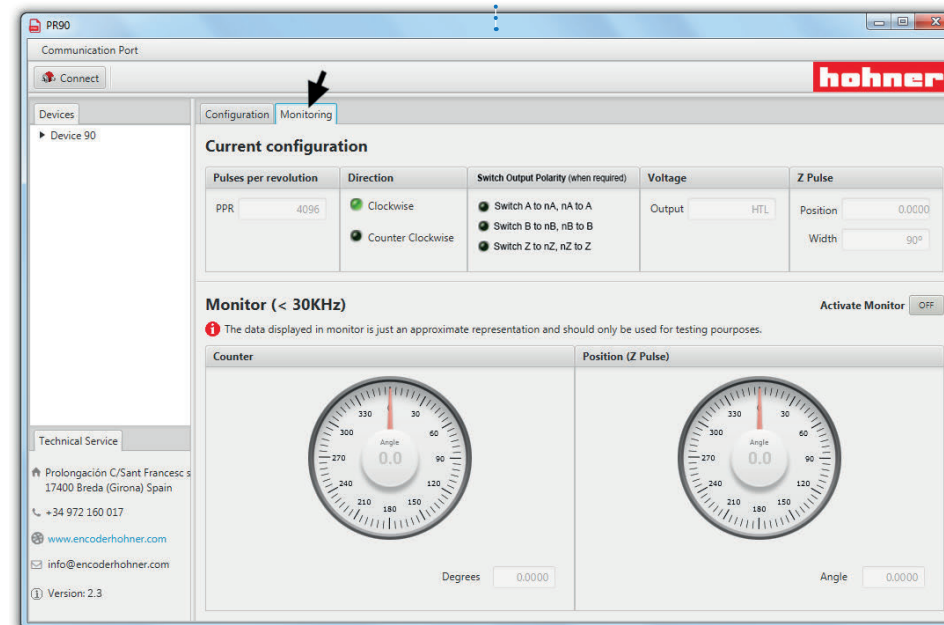 PR90
Communication Port
Connect
hohner
Devices
Device 90
Configuration Monitoring
Current configuration
Pulses per revolution Direction Switch Output Polarity (when required) Voltage Z Pulse
PPR 4096
Clockwise
Counter Clockwise
Switch A to nA, nA to A
Switch B to nB, nB to B
Switch Z to nZ, nZ to Z
Output HTL
Position 0.0000
Width 90º
Monitor (< 30KHz) Activate Monitor OFF
The data displayed in monitor is just an approximate representation and should only be used for testing pourposes.
Counter
330 30
300 60
Angle
270 0.0 90
240 120
210 150
180
Degrees 0.0000
Position (Z Pulse)
330 30
300 60
Angle
270 0.0 90
240 120
210 150
180
Angle 0.0000
Technical Service
Prolongación C/Sant Francesc s
17400 Breda (Girona) Spain
+34 972 160 017
www.encoderhohner.com
info@encoderhohner.com
Version: 2.3